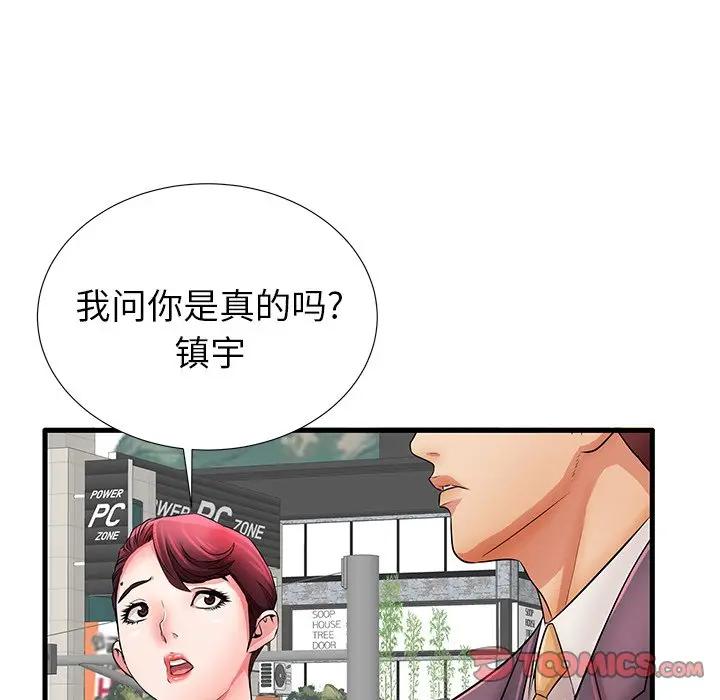 我问你是真的吗?
镇宇
POWER
PC
ZONE
PC ZONE
SOOP
HOUSE
TREE
DOOR
TOOMICS.COM